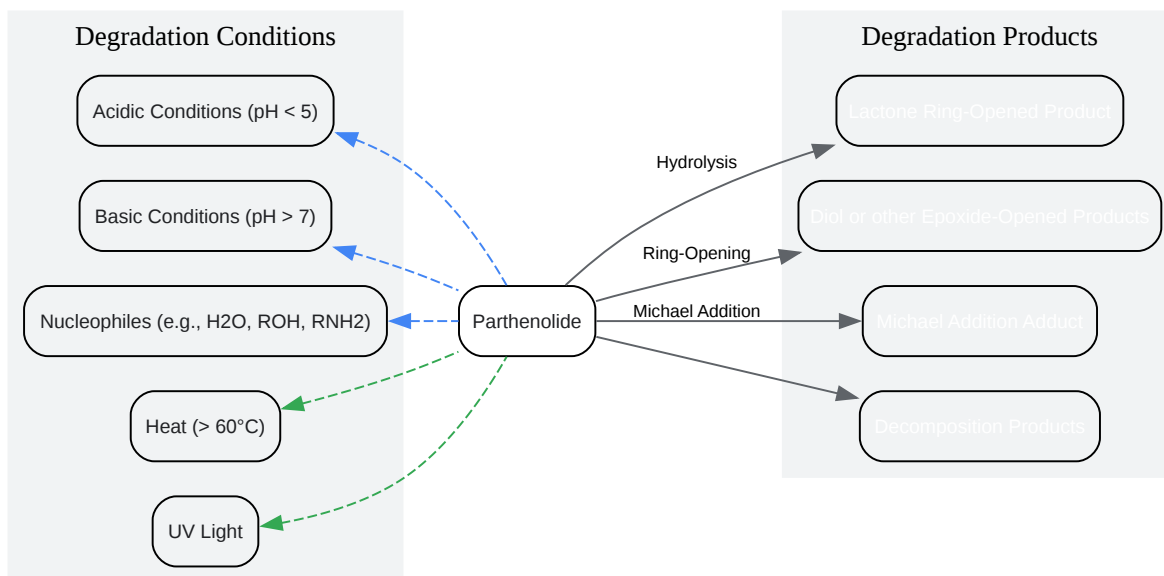 Degradation Conditions
Acidic Conditions (pH < 5)
Basic Conditions (pH > 7)
Nucleophiles (e.g., H2O, ROH, RNH2)
Heat (> 60°C)
UV Light
Parthenolide
Hydrolysis
Ring-Opening
Michael Addition
Degradation Products
Lactone Ring-Opened Product
Diol or other Epoxide-Opened Products
Michael Addition Adduct
Decomposition Products